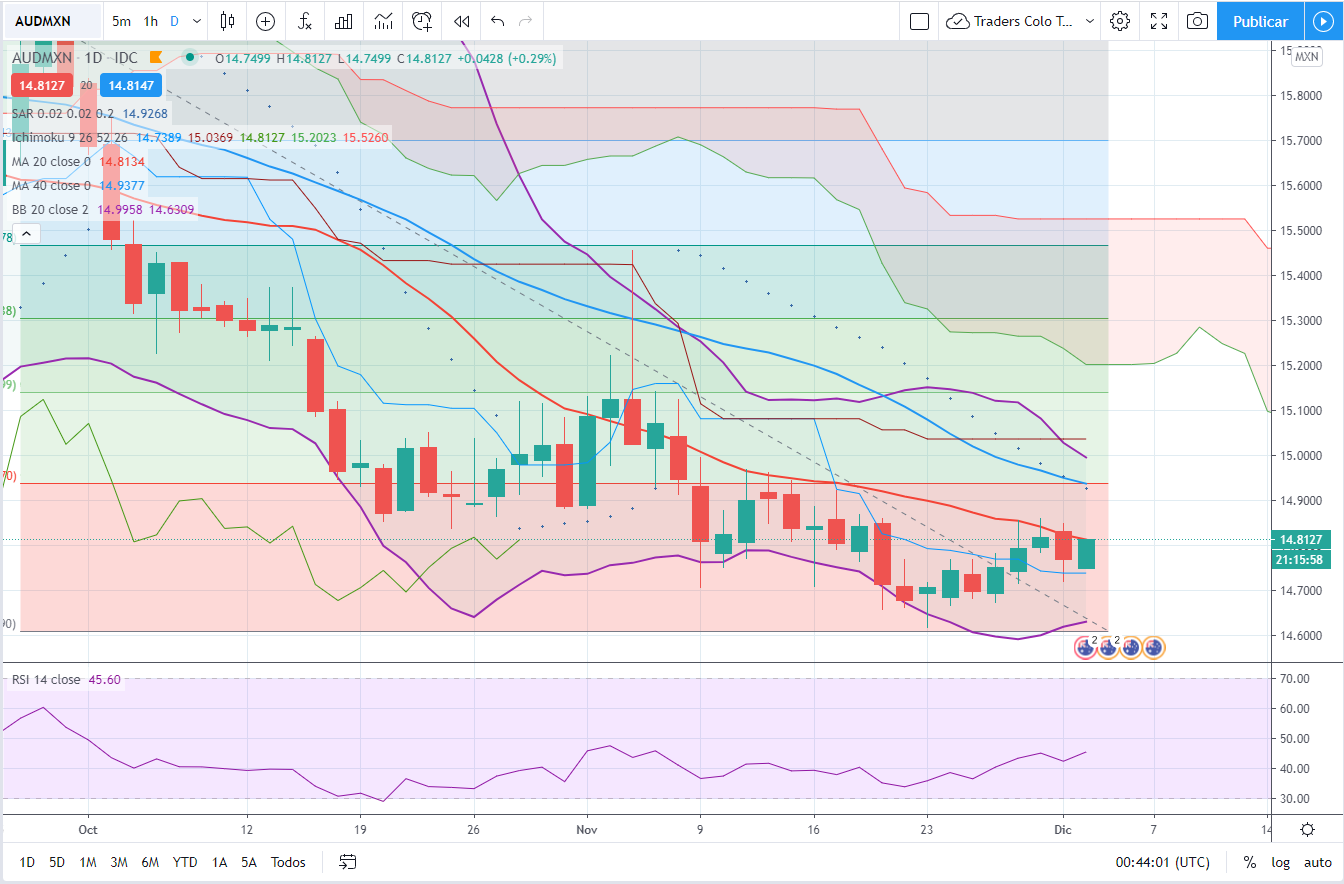 AUDMXN 5m 1h D Traders Colo T... Publicar
AUDMXN 1D IDC O14.7499 H14.8127 L14.7499 C14.8127 +0.0428 (+0.29%)
MXN
14.8127 20 14.8147
SAR 0.02 0.02 0.2 14.9268
Ichimoku 9 26 52 26 14.7389 15.0369 14.8127 15.2023 15.5260
MA 20 close 0 14.8134
MA 40 close 0 14.9377
BB 20 close 2 14.9958 14.6309
78)
38)
99)
70)
90)
15.8000
15.7000
15.6000
15.5000
15.4000
15.3000
15.2000
15.1000
15.0000
14.9000
14.8127
21:15:58
14.7000
14.6000
2 2
RSI 14 close 45.60
70.00
60.00
50.00
40.00
30.00
Oct 12 19 26 Nov 9 16 23 Dic 7 14
1D 5D 1M 3M 6M YTD 1A 5A Todos 00:44:01 (UTC) % log auto